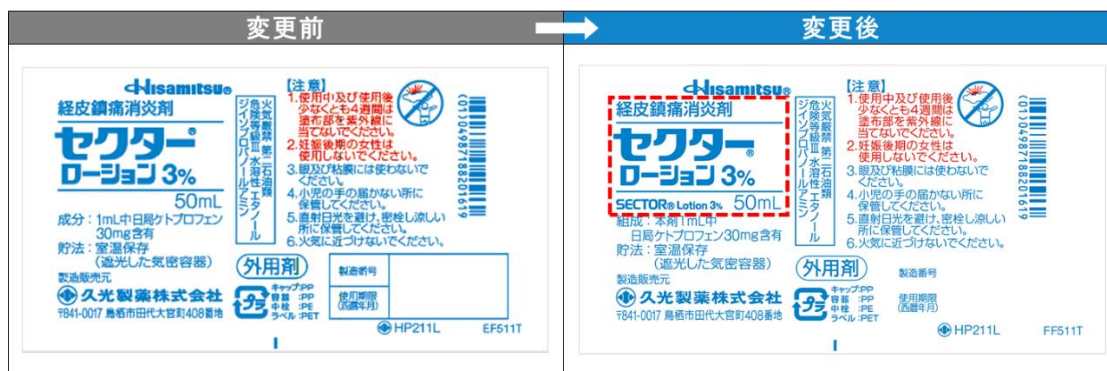 変更前
Hisamitsu®
経皮鎮痛消炎剤
セクター®
ローション3%
50mL
成分：1mL中日局ケトプロフェン
30mg含有
貯法：室温保存
（遮光した気密容器）
製造販売元
久光製薬株式会社
〒841-0017 鳥栖市田代大官町408番地
火気厳禁 第二石油類
危険等級Ⅲ 水溶性 エタノール
ジイソプロパノールアミン
【注意】
1.使用中及び使用後
少なくとも4週間は
塗布部を紫外線に
当てないでください。
2.妊娠後期の女性は
使用しないでください。
3.眼及び粘膜には使わないで
ください。
4.小児の手の届かない所に
保管してください。
5.直射日光を避け、密栓し涼しい
所に保管してください。
6.火気に近づけないでください。
外用剤
プラ
キャップ:PP
容器:PP
中栓:PE
ラベル:PET
製造番号
使用期限
(西暦年月)
HP211L
EF511T
(01)04987188201619
変更後
Hisamitsu®
経皮鎮痛消炎剤
セクター®
ローション3%
SECTOR® Lotion 3% 50mL
組成：本剤1mL中
日局ケトプロフェン30mg含有
貯法：室温保存
（遮光した気密容器）
製造販売元
久光製薬株式会社
〒841-0017 鳥栖市田代大官町408番地
火気厳禁 第二石油類
危険等級Ⅲ 水溶性 エタノール
ジイソプロパノールアミン
【注意】
1.使用中及び使用後
少なくとも4週間は
塗布部を紫外線に
当てないでください。
2.妊娠後期の女性は
使用しないでください。
3.眼及び粘膜には使わないで
ください。
4.小児の手の届かない所に
保管してください。
5.直射日光を避け、密栓し涼しい
所に保管してください。
6.火気に近づけないでください。
外用剤
プラ
キャップ:PP
容器:PP
中栓:PE
ラベル:PET
製造番号
使用期限
(西暦年月)
HP211L
FF511T
(01)04987188201619